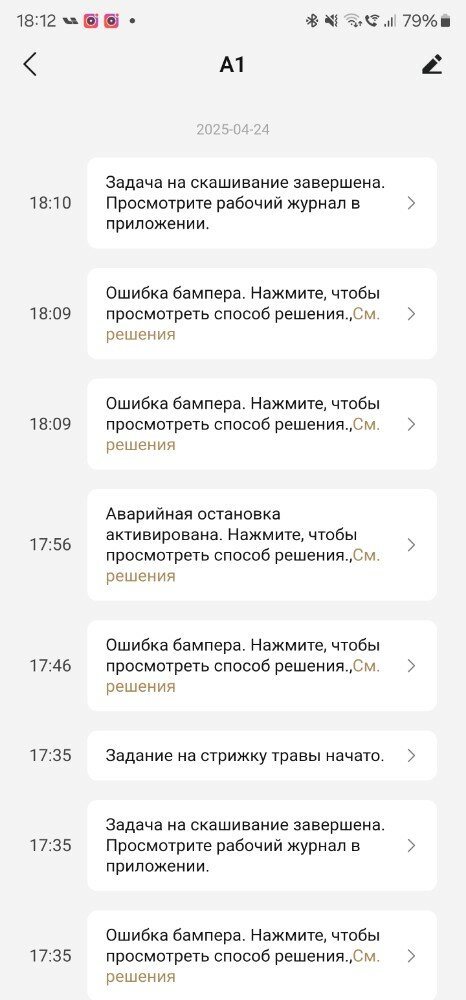 18:12 79%
A1
2025-04-24
18:10
Задача на скашивание завершена.
Просмотрите рабочий журнал в
приложении.
18:09
Ошибка бампера. Нажмите, чтобы
просмотреть способ решения.,См.
решения
18:09
Ошибка бампера. Нажмите, чтобы
просмотреть способ решения.,См.
решения
17:56
Аварийная остановка
активирована. Нажмите, чтобы
просмотреть способ решения.,См.
решения
17:46
Ошибка бампера. Нажмите, чтобы
просмотреть способ решения.,См.
решения
17:35
Задание на стрижку травы начато.
17:35
Задача на скашивание завершена.
Просмотрите рабочий журнал в
приложении.
17:35
Ошибка бампера. Нажмите, чтобы
просмотреть способ решения.,См.
решения